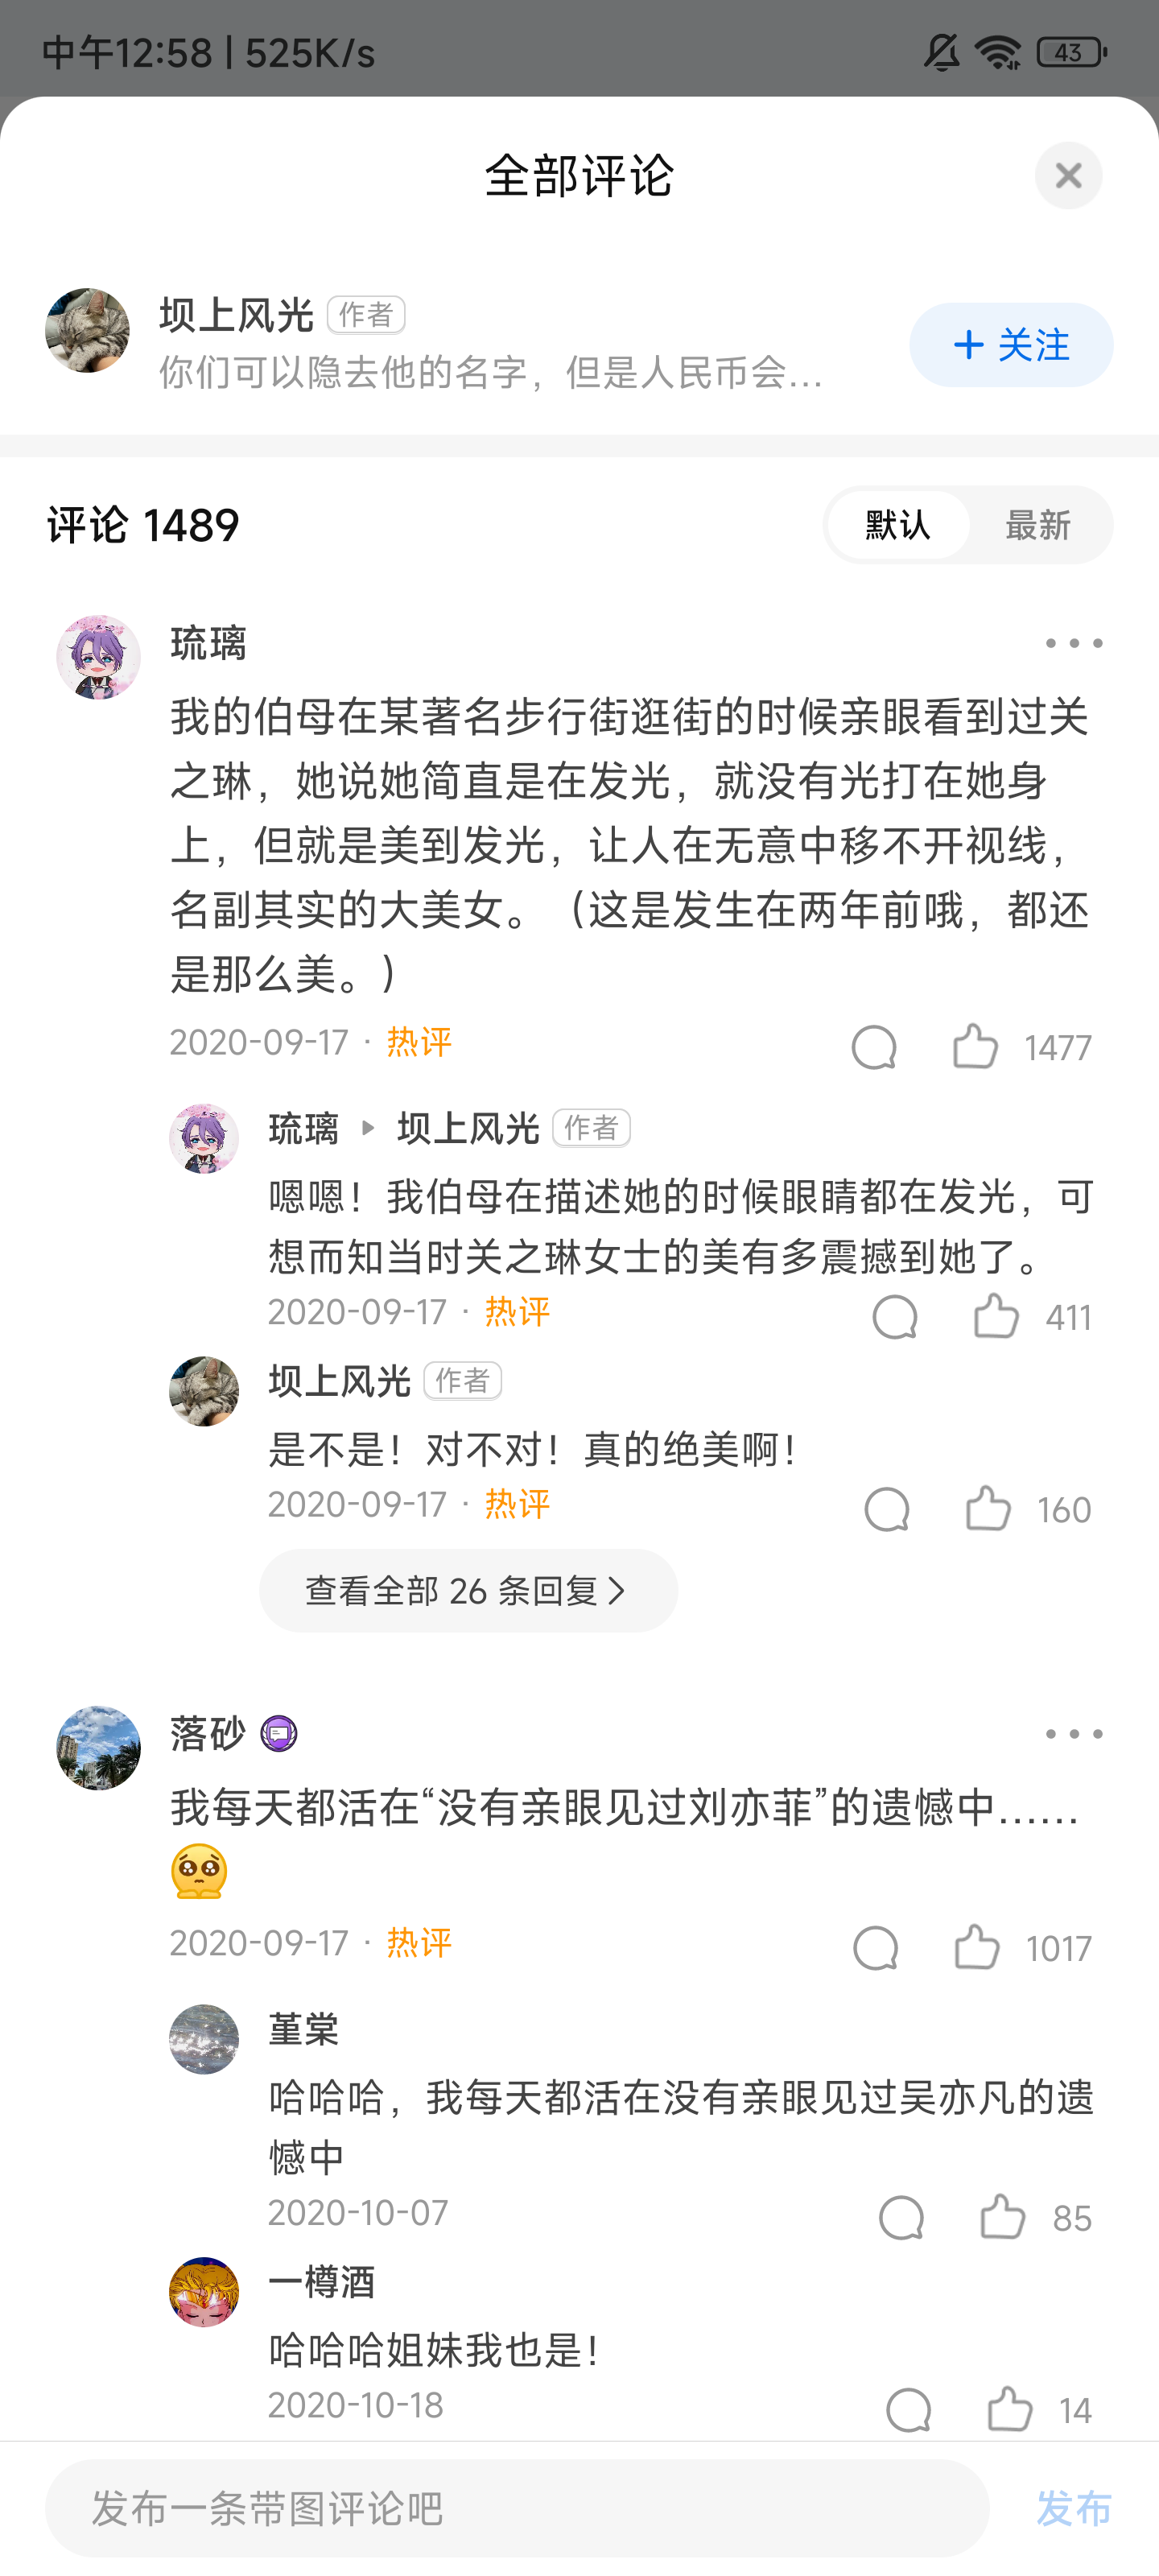 中午12:58 | 525K/s
43
全部评论
坝上风光 作者
你们可以隐去他的名字，但是人民币会...
+ 关注
评论 1489
默认 最新
琉璃
我的伯母在某著名步行街逛街的时候亲眼看到过关
之琳，她说她简直是在发光，就没有光打在她身
上，但就是美到发光，让人在无意中移不开视线，
名副其实的大美女。（这是发生在两年前哦，都还
是那么美。）
2020-09-17 · 热评 1477
琉璃 ▸ 坝上风光 作者
嗯嗯！我伯母在描述她的时候眼睛都在发光，可
想而知当时关之琳女士的美有多震撼到她了。
2020-09-17 · 热评 411
坝上风光 作者
是不是！对不对！真的绝美啊！
2020-09-17 · 热评 160
查看全部 26 条回复 >
落砂
我每天都活在“没有亲眼见过刘亦菲”的遗憾中……
🥺
2020-09-17 · 热评 1017
堇棠
哈哈哈，我每天都活在没有亲眼见过吴亦凡的遗
憾中
2020-10-07 85
一樽酒
哈哈哈姐妹我也是！
2020-10-18 14
发布一条带图评论吧 发布